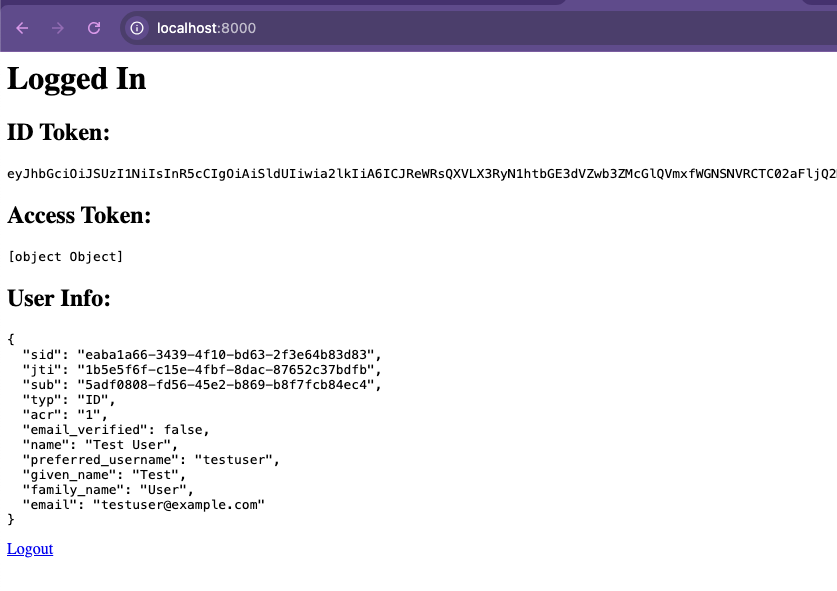 localhost:8000
Logged In
ID Token:
Access Token:
[object Object]
User Info:
{
"sid": "eaba1a66-3439-4f10-bd63-2f3e64b83d83",
"jti": "1b5e5f6f-c15e-4fbf-8dac-87652c37bdfb",
"sub": "5adf0808-fd56-45e2-b869-b8f7fcb84ec4",
"typ": "ID",
"acr": "1",
"email_verified": false,
"name": "Test User",
"preferred_username": "testuser",
"given_name": "Test",
"family_name": "User",
"email": "testuser@example.com"
}
Logout